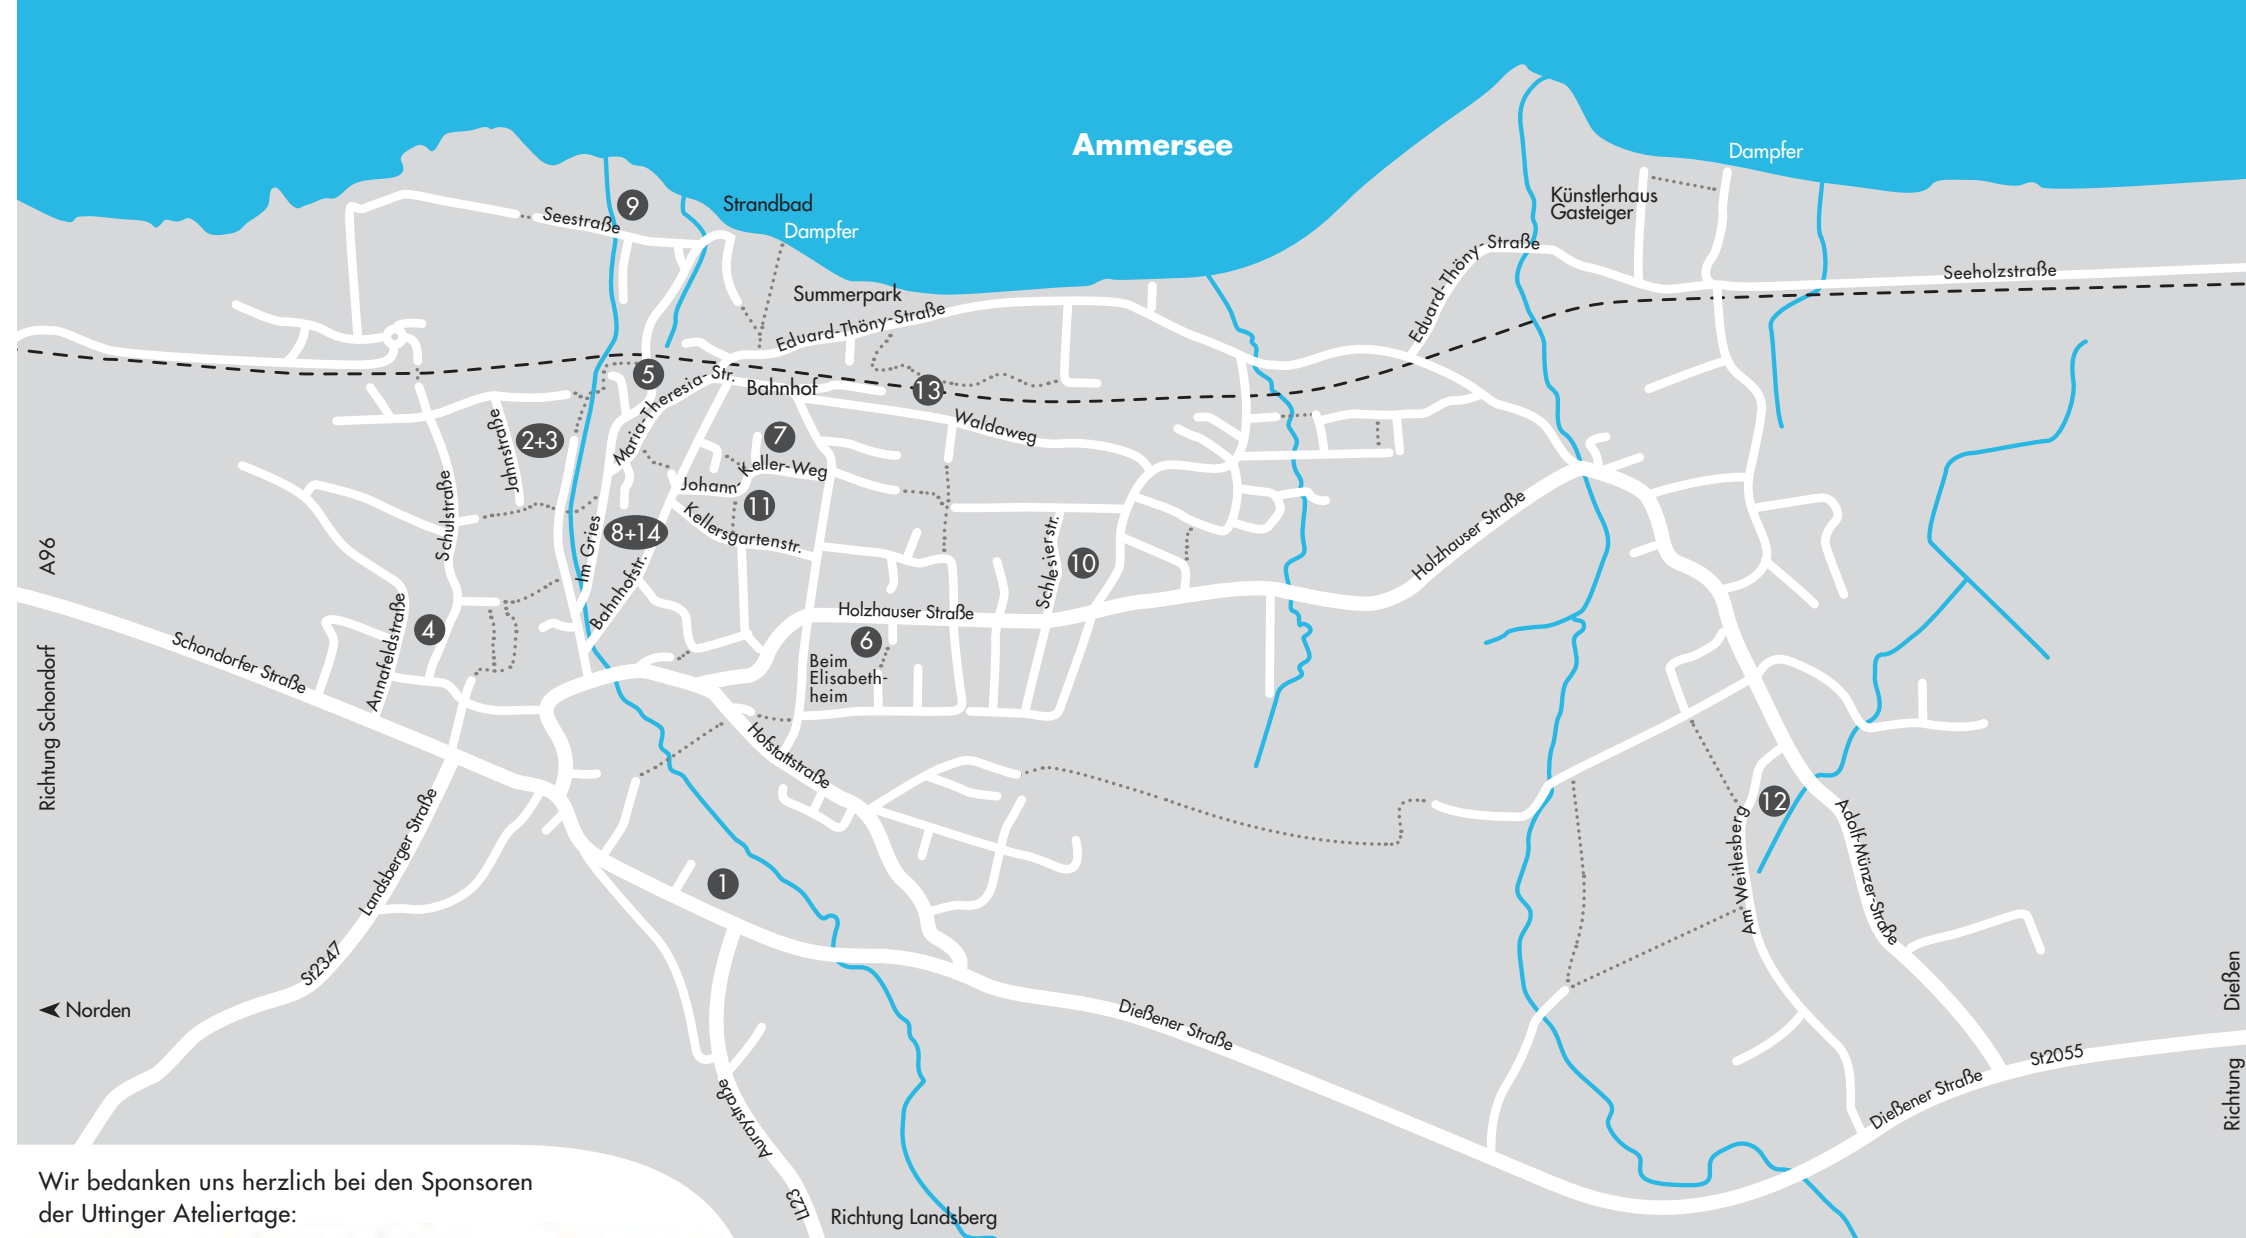 Ammersee
Dampfer
Strandbad
Dampfer
Künstlerhaus
Gasteiger
9
Seestraße
Eduard-Thöny-Straße
Seeholzstraße
Summerpark
Eduard-Thöny-Straße
5
Maria-Theresia-Str.
Bahnhof
13
Waldaweg
Jahnstraße
2+3
7
Johann-Keller-Weg
11
Kellersgartenstr.
Schulstraße
8+14
Im Gries
Bahnhofstr.
Schlesierstr.
10
Holzhauser Straße
A96
Richtung Schondorf
Schondorfer Straße
Annafeldstraße
4
Holzhauser Straße
6
Beim
Elisabeth-
heim
Hofstattstraße
Landsberger Straße
St2347
1
12
Am Weitlesberg
Adolf-Münzer-Straße
Norden
Dießener Straße
Dießener Straße
St2055
Richtung Dießen
Auraystraße
LL23
Richtung Landsberg
Wir bedanken uns herzlich bei den Sponsoren
der Uttinger Ateliertage: